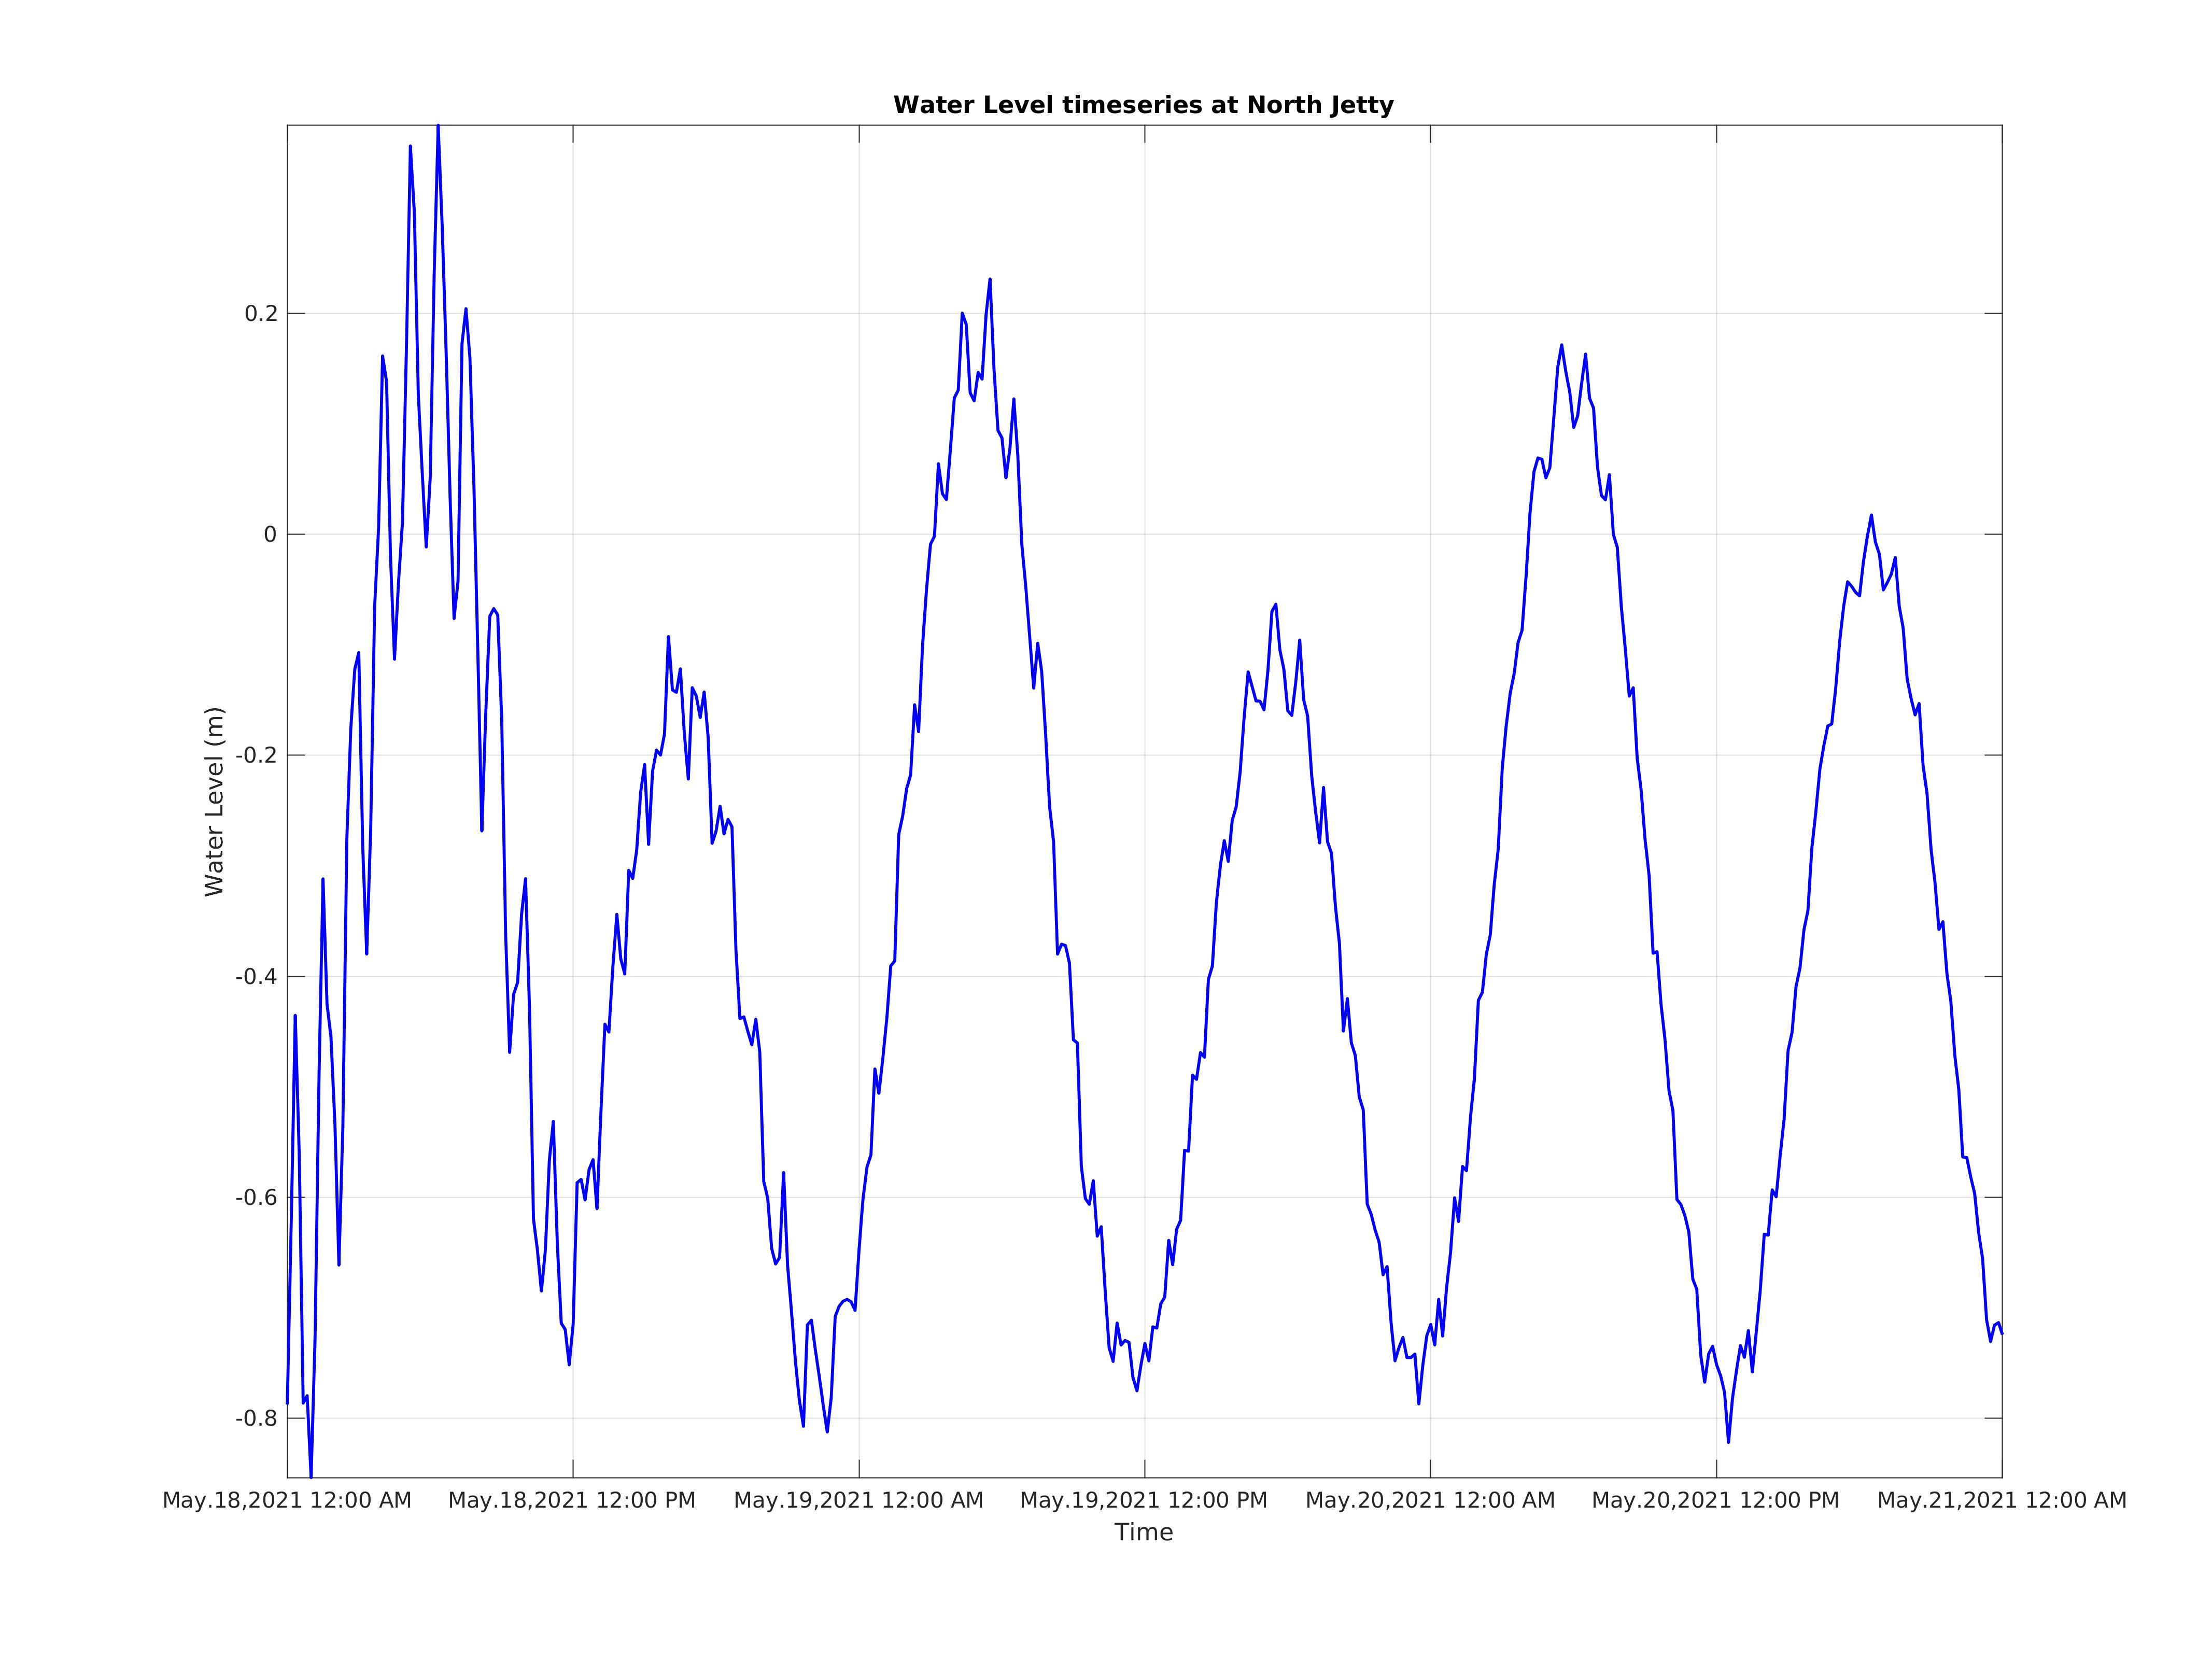 Water Level timeseries at North Jetty
0.2
0
-0.2
-0.4
-0.6
-0.8
Water Level (m)
May.18,2021 12:00 AM
May.18,2021 12:00 PM
May.19,2021 12:00 AM
May.19,2021 12:00 PM
May.20,2021 12:00 AM
May.20,2021 12:00 PM
May.21,2021 12:00 AM
Time